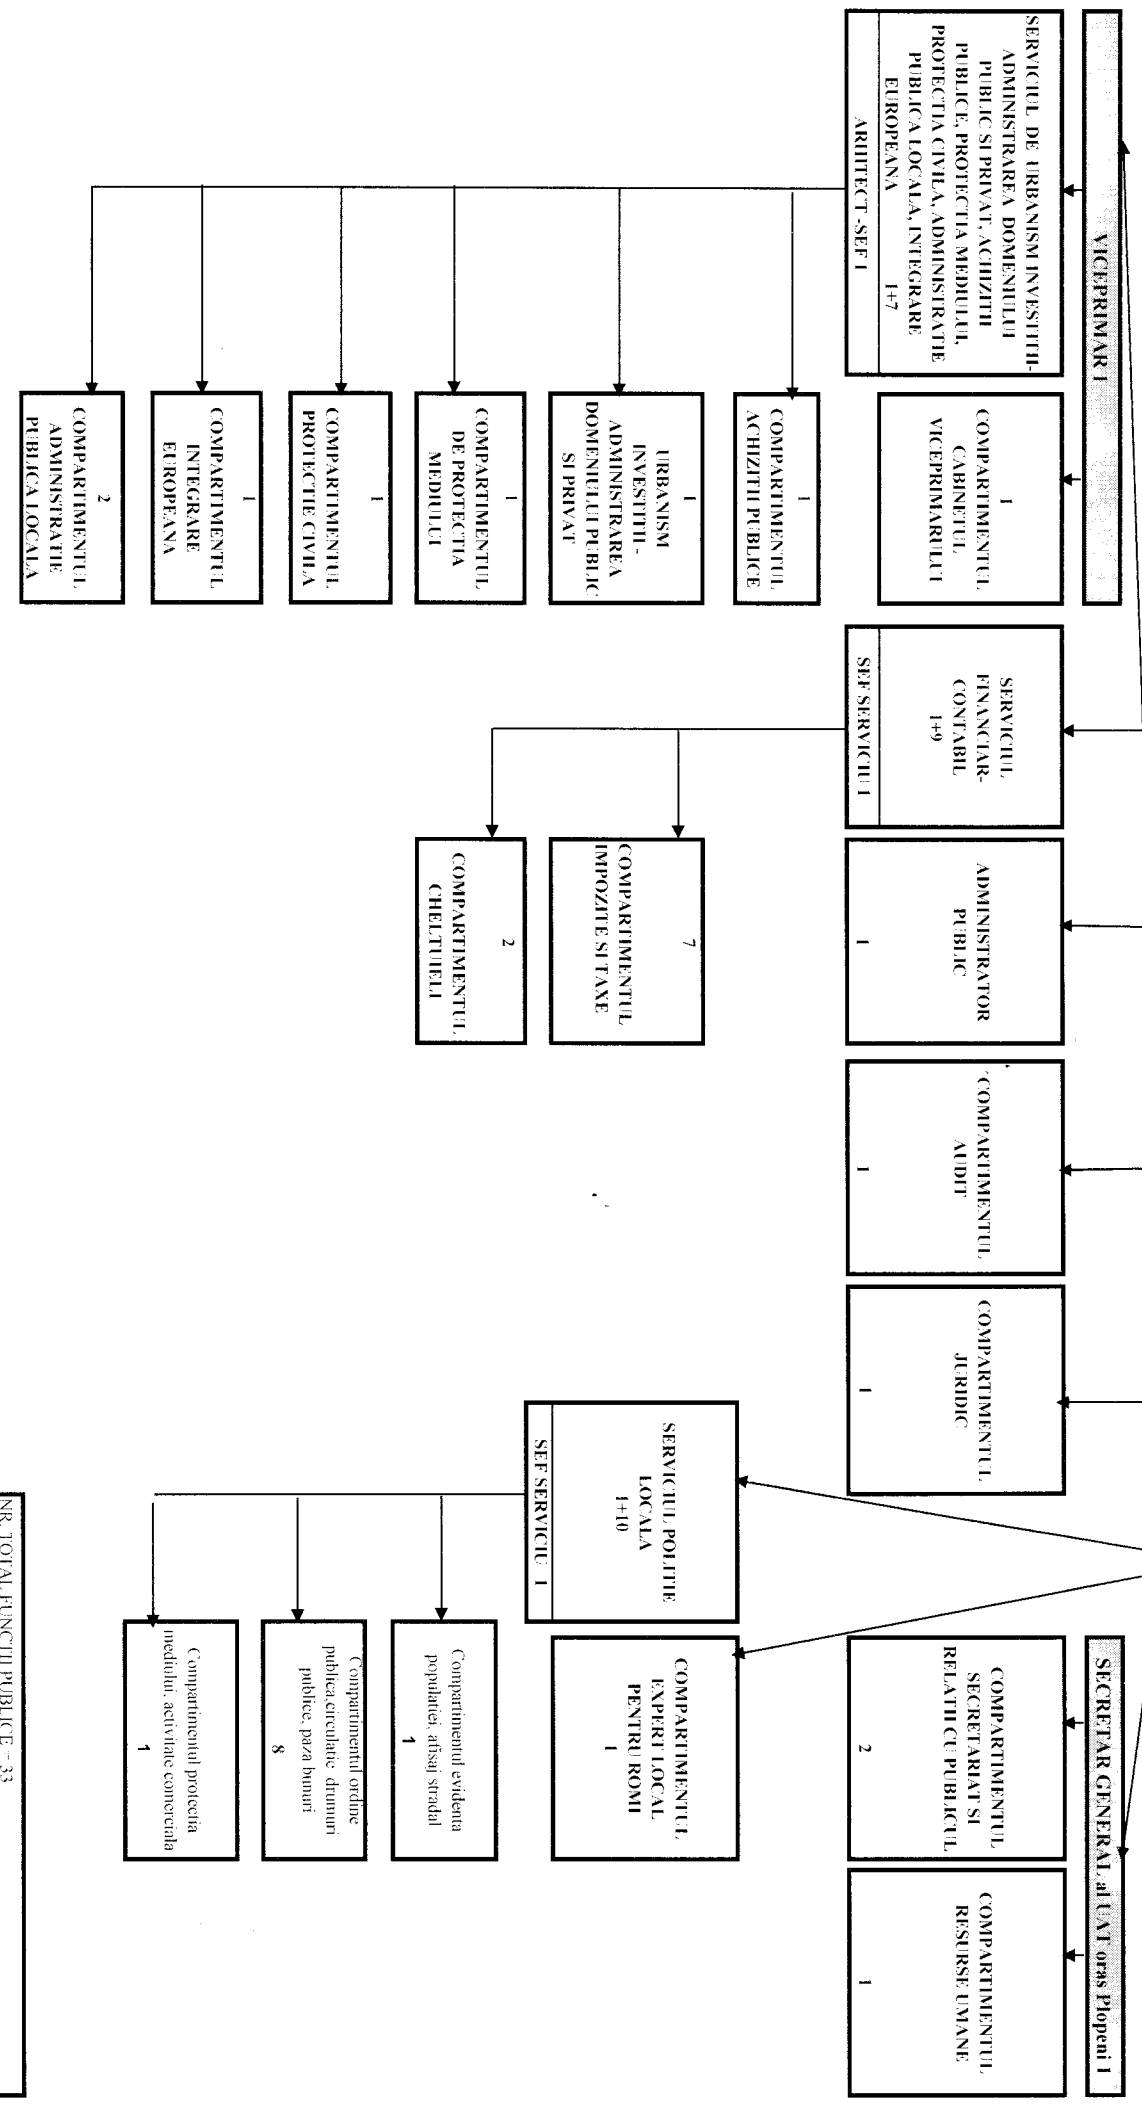 VICEPRIMAR 1
SERVICIUL DE URBANISM INVESTITII-
ADMINISTRAREA DOMENIULUI
PUBLIC SI PRIVAT, ACHIZITII
PUBLICE, PROTECTIA MEDIULUI,
PROTECTIA CIVILA, ADMINISTRATIE
PUBLICA LOCALA, INTEGRARE
EUROPEANA 1+7
ARHITECT -SEF 1
1
COMPARTIMENTUL
CABINETUL
VICEPRIMARULUI
1
COMPARTIMENTUL
ACHIZITII PUBLICE
1
URBANISM
INVESTITII -
ADMINISTRAREA
DOMENIULUI PUBLIC
SI PRIVAT
1
COMPARTIMENTUL
DE PROTECTIA
MEDIULUI
1
COMPARTIMENTUL
PROTECTIE CIVILA
1
COMPARTIMENTUL
INTEGRARE
EUROPEANA
2
COMPARTIMENTUL
ADMINISTRATIE
PUBLICA LOCALA
SERVICIUL
FINANCIAR-
CONTABIL
1+9
SEF SERVICIU 1
7
COMPARTIMENTUL
IMPOZITE SI TAXE
2
COMPARTIMENTUL
CHELTUIELI
ADMINISTRATOR
PUBLIC
1
COMPARTIMENTUL
AUDIT
1
COMPARTIMENTUL
JURIDIC
1
SERVICIUL POLITIE
LOCALA
1+10
SEF SERVICIU 1
Compartimentul evidenta
populatiei, afisaj stradal
1
Compartimentul ordine
publica,circulatie drumuri
publice, paza bunuri
8
Compartimentul protectia
mediului, activitate comerciala
1
COMPARTIMENTUL
EXPERT LOCAL
PENTRU ROMI
1
SECRETAR GENERAL al UAT oras Plopeni 1
COMPARTIMENTUL
SECRETARIAT SI
RELATII CU PUBLICUL
2
COMPARTIMENTUL
RESURSE UMANE
1
NR. TOTAL FUNCTII PUBLICE = 33